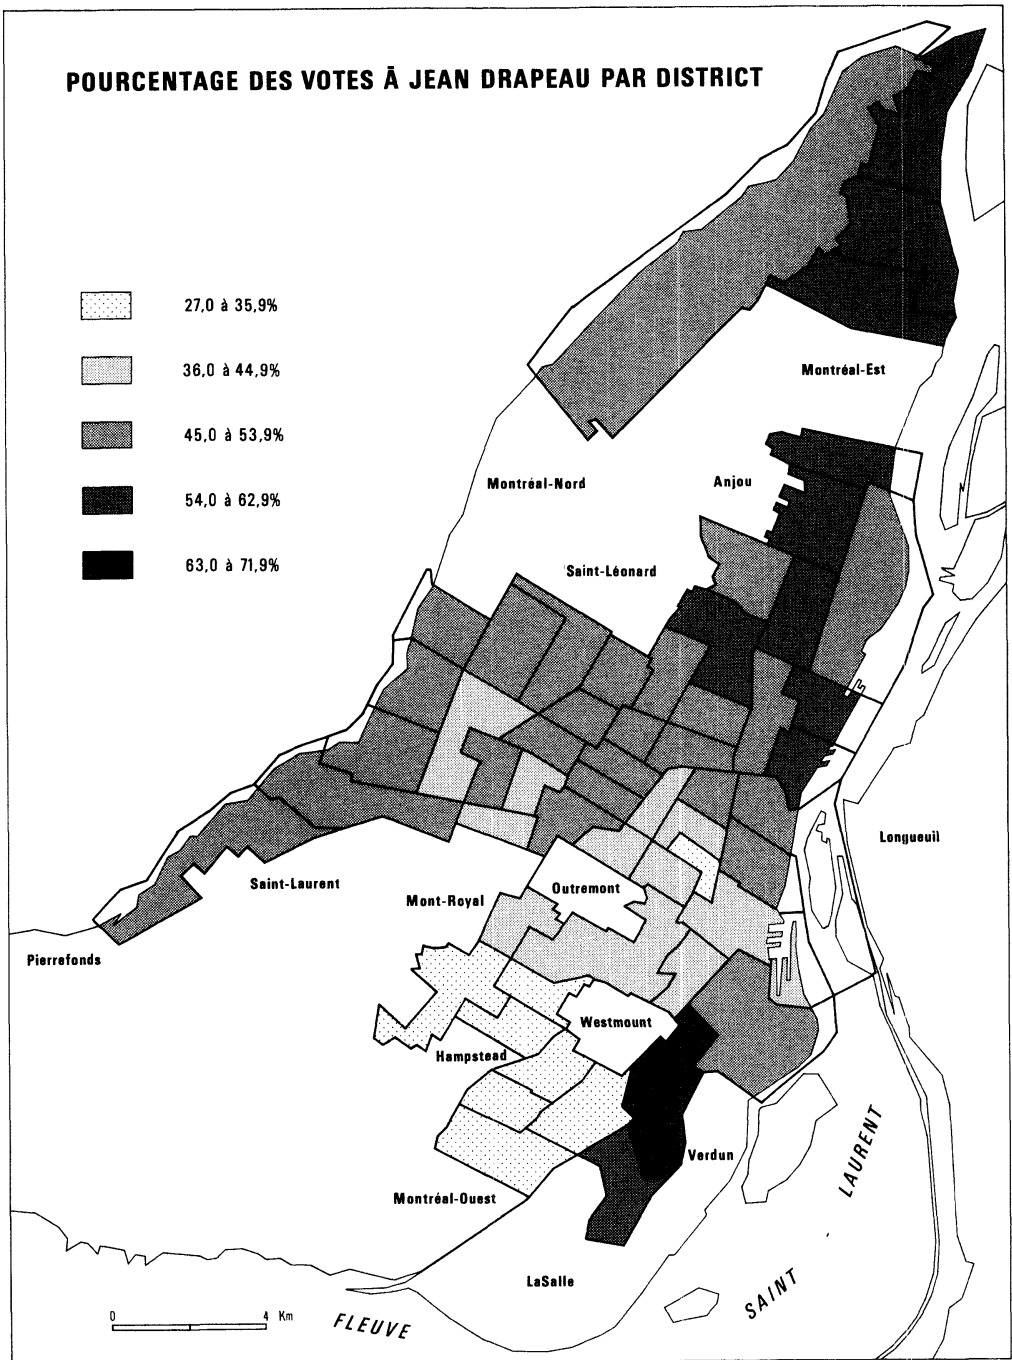 POURCENTAGE DES VOTES À JEAN DRAPEAU PAR DISTRICT
27,0 à 35,9%
36,0 à 44,9%
45,0 à 53,9%
54,0 à 62,9%
63,0 à 71,9%
Montréal-Est
Montréal-Nord
Anjou
Saint-Léonard
Longueuil
Saint-Laurent
Mont-Royal
Outremont
Pierrefonds
Westmount
Hampstead
Verdun
Montréal-Ouest
LaSalle
FLEUVE
SAINT
LAURENT
0 4 Km